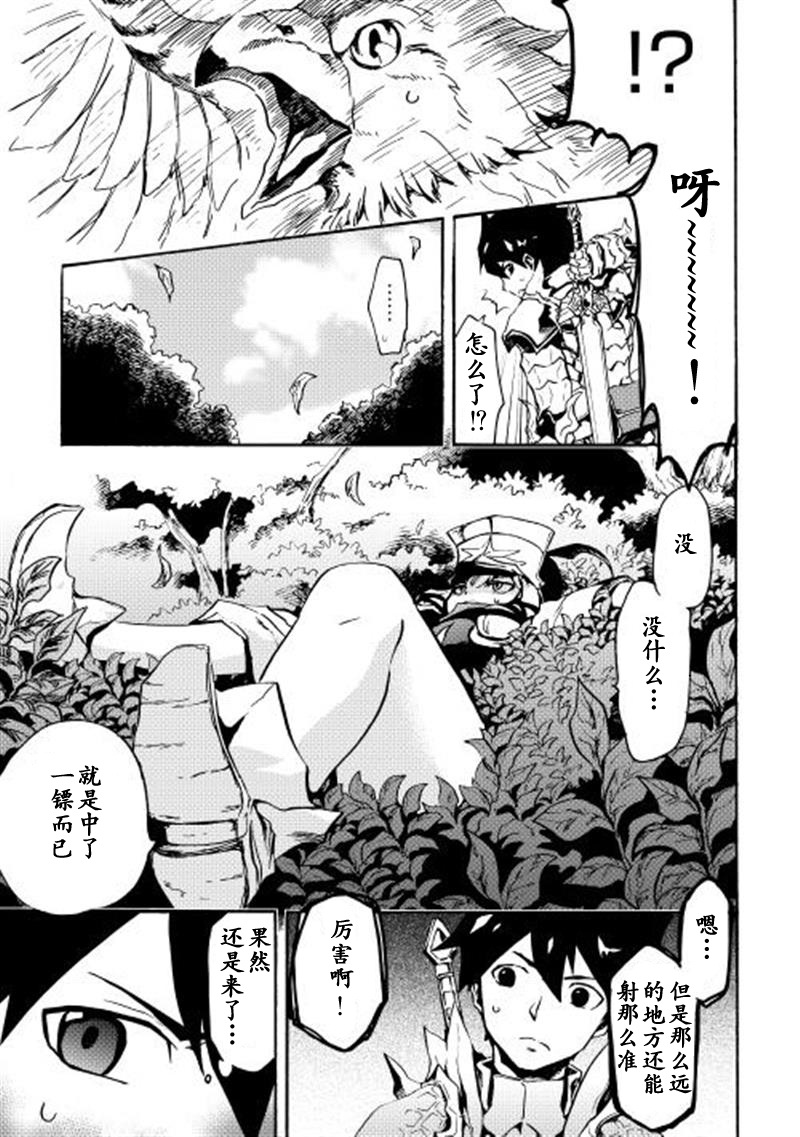 !?
呀~~~~~~~!
怎么了!?
……
没
没什么…
就是中了
一镖而已
嗯…
但是那么远
的地方还能
射那么准
厉害啊!
果然
还是来了…